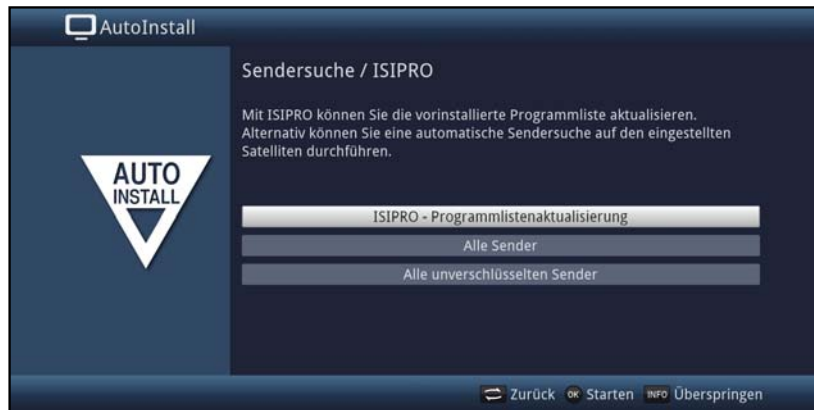 AutoInstall
Sendersuche / ISIPRO
Mit ISIPRO können Sie die vorinstallierte Programmliste aktualisieren.
Alternativ können Sie eine automatische Sendersuche auf den eingestellten
Satelliten durchführen.
AUTO
INSTALL
ISIPRO - Programmlistenaktualisierung
Alle Sender
Alle unverschlüsselten Sender
Zurück OK Starten INFO Überspringen